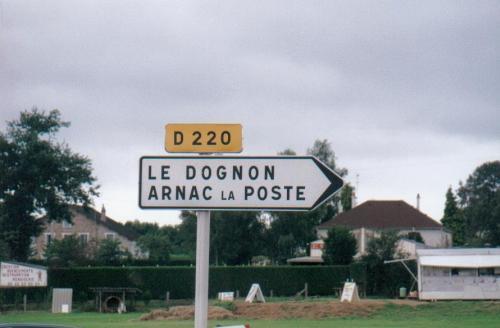 D 220
LE DOGNON
ARNAC LA POSTE